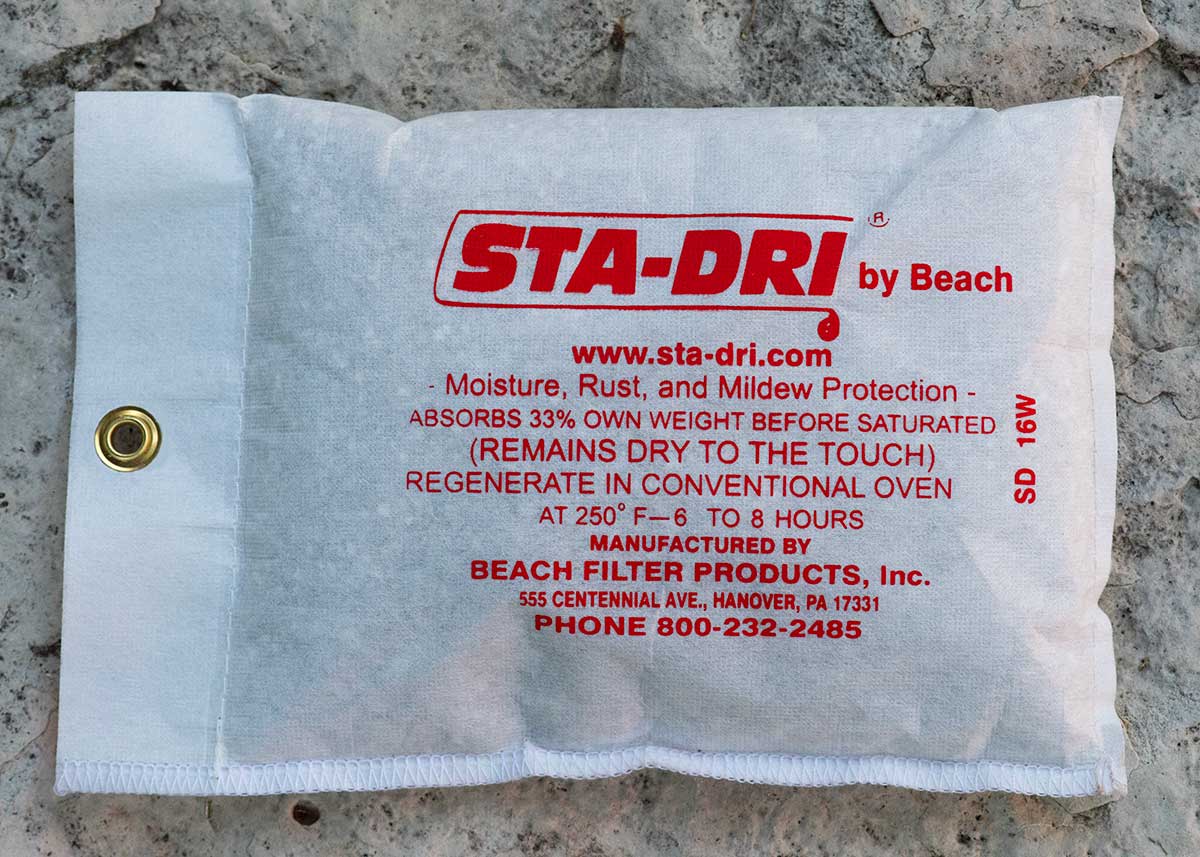 STA-DRI ® by Beach
www.sta-dri.com
- Moisture, Rust, and Mildew Protection -
ABSORBS 33% OWN WEIGHT BEFORE SATURATED
(REMAINS DRY TO THE TOUCH)
REGENERATE IN CONVENTIONAL OVEN
AT 250° F—6 TO 8 HOURS
MANUFACTURED BY
BEACH FILTER PRODUCTS, Inc.
555 CENTENNIAL AVE., HANOVER, PA 17331
PHONE 800-232-2485
SD 16W